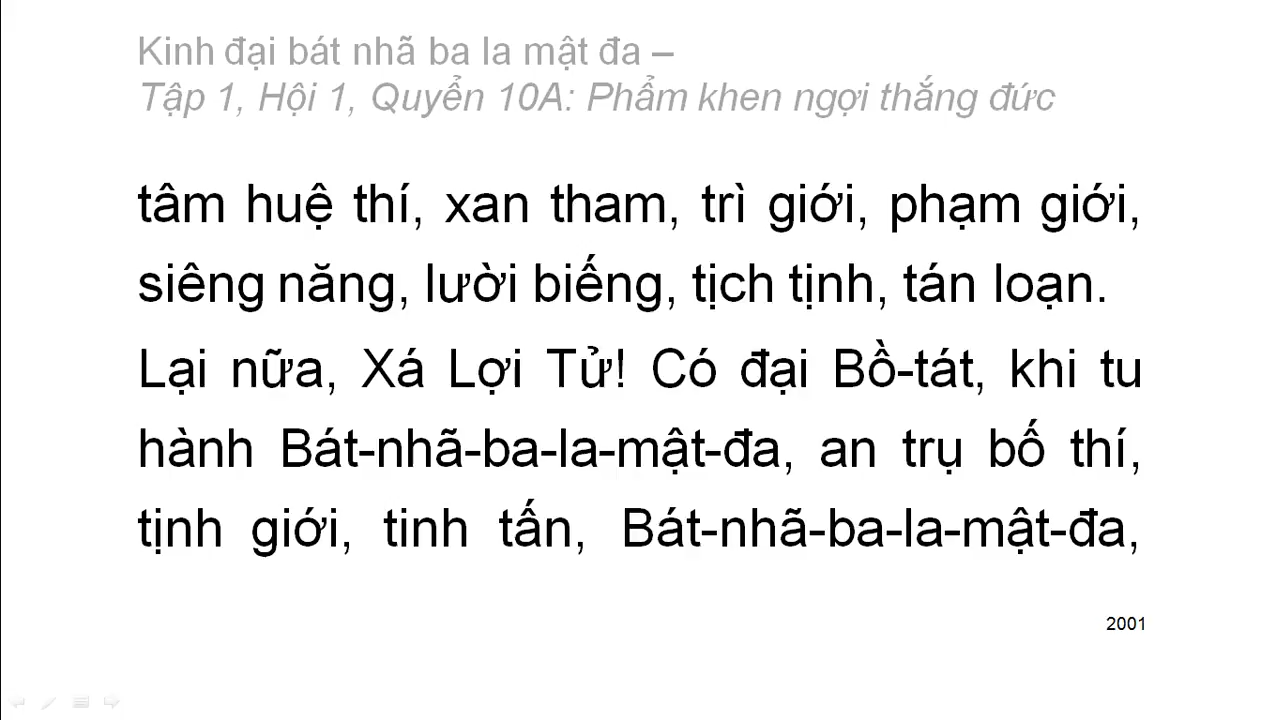 Kinh đại bát nhã ba la mật đa –
Tập 1, Hội 1, Quyển 10A: Phẩm khen ngợi thắng đức
tâm huệ thí, xan tham, trì giới, phạm giới,
siêng năng, lười biếng, tịch tịnh, tán loạn.
Lại nữa, Xá Lợi Tử! Có đại Bồ-tát, khi tu
hành Bát-nhã-ba-la-mật-đa, an trụ bố thí,
tịnh giới, tinh tấn, Bát-nhã-ba-la-mật-đa,
2001